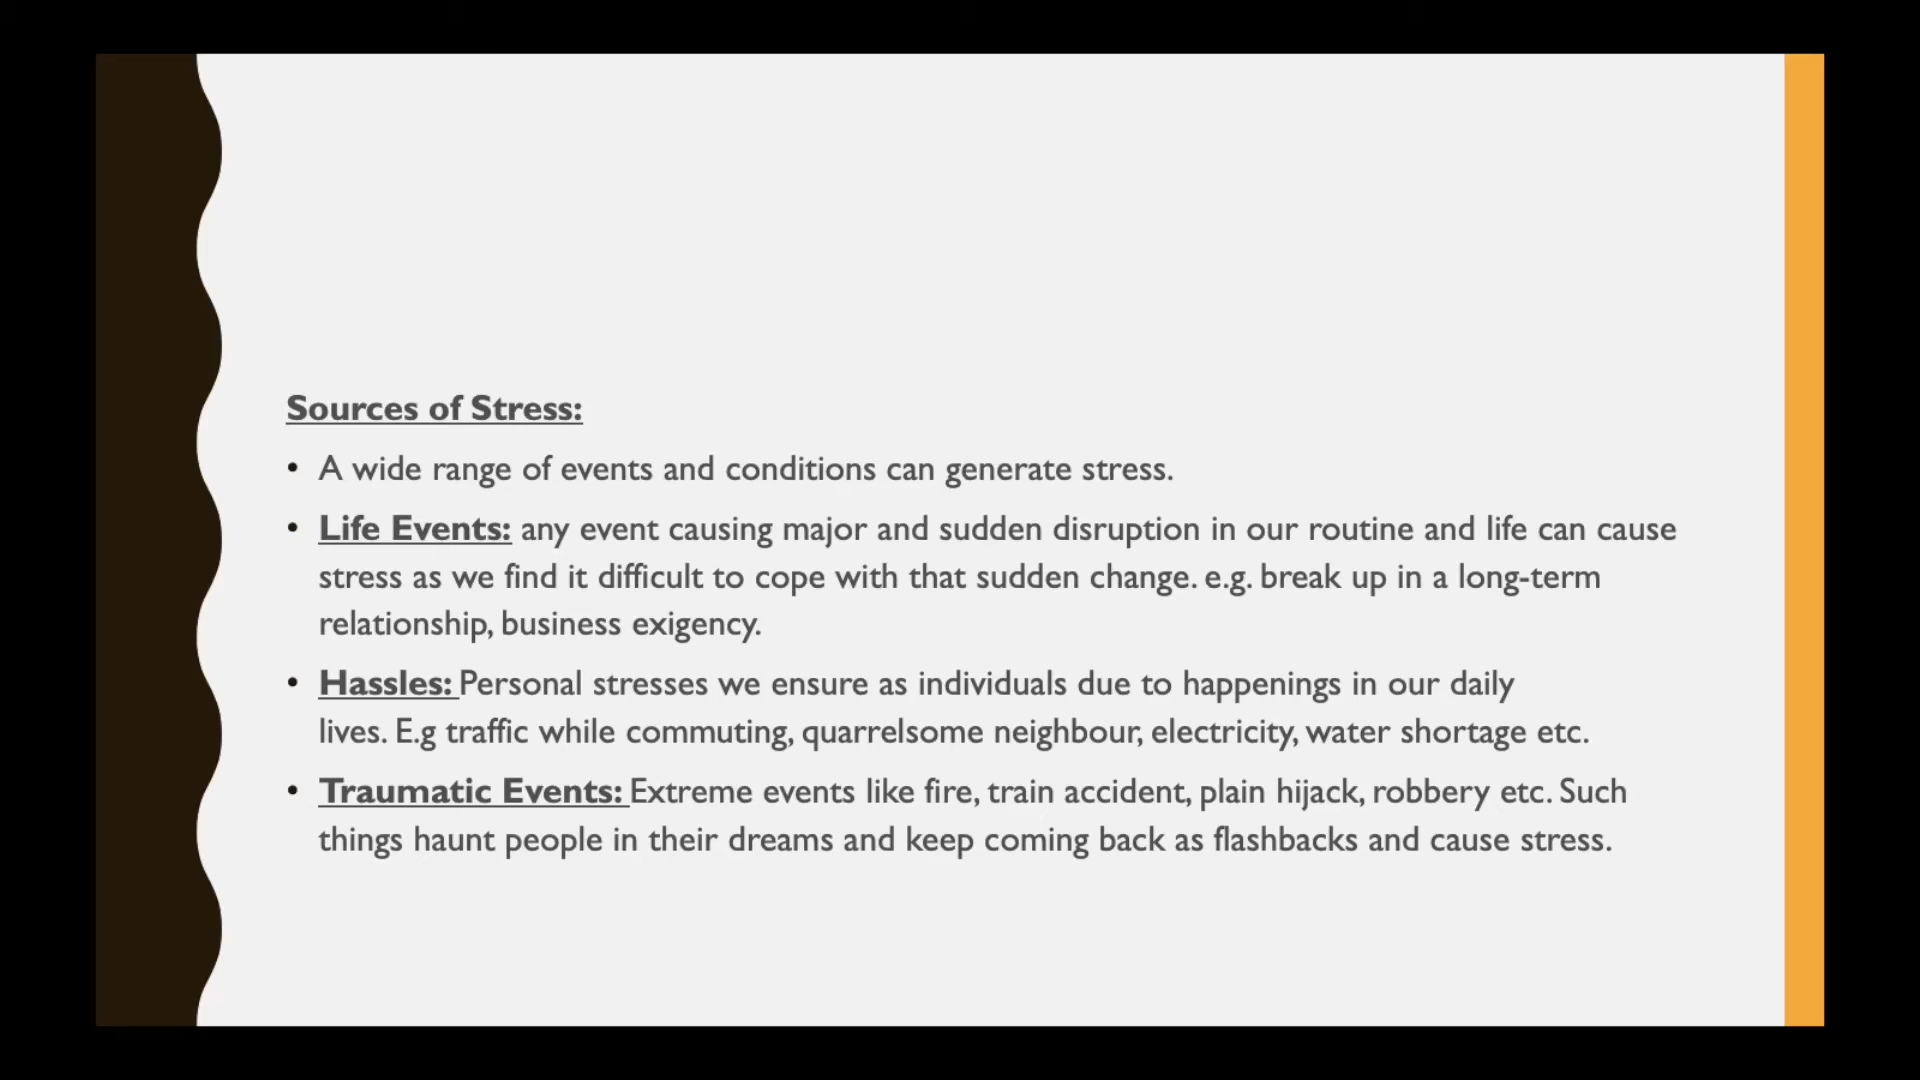 Sources of Stress:
• A wide range of events and conditions can generate stress.
• Life Events: any event causing major and sudden disruption in our routine and life can cause
stress as we find it difficult to cope with that sudden change. e.g. break up in a long-term
relationship, business exigency.
• Hassles: Personal stresses we ensure as individuals due to happenings in our daily
lives. E.g traffic while commuting, quarrelsome neighbour, electricity, water shortage etc.
• Traumatic Events: Extreme events like fire, train accident, plain hijack, robbery etc. Such
things haunt people in their dreams and keep coming back as flashbacks and cause stress.